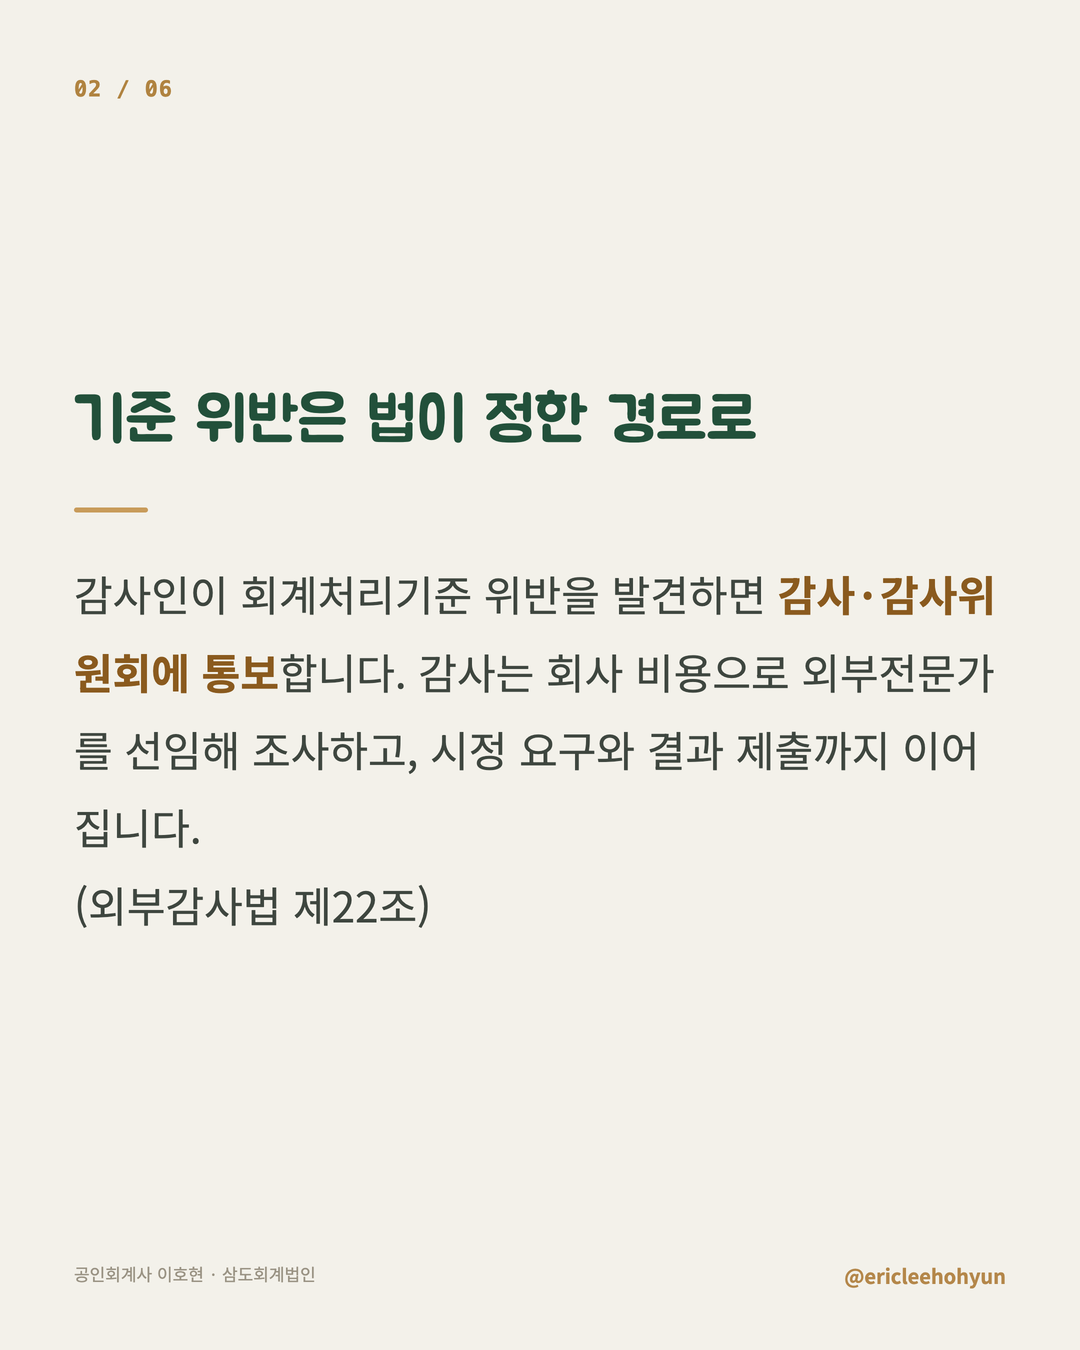 02 / 06
기준 위반은 법이 정한 경로로
감사인이 회계처리기준 위반을 발견하면 감사·감사위
원회에 통보합니다. 감사는 회사 비용으로 외부전문가
를 선임해 조사하고, 시정 요구와 결과 제출까지 이어
집니다.
(외부감사법 제22조)
공인회계사 이호현 · 삼도회계법인
@ericleehohyun